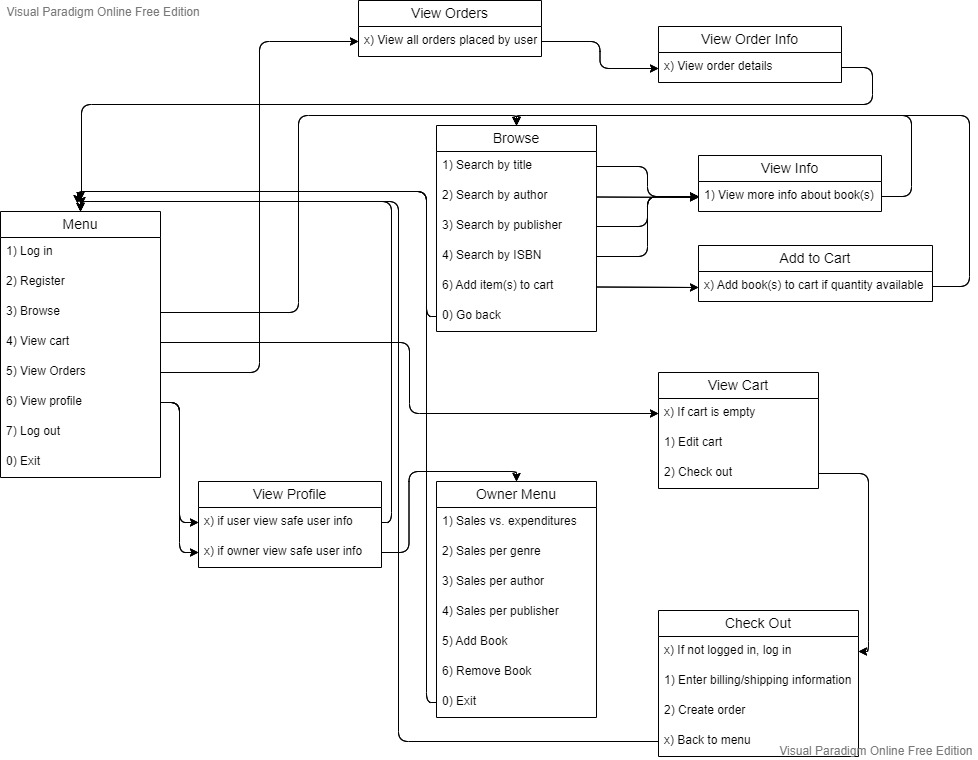 Visual Paradigm Online Free Edition
View Orders
x) View all orders placed by user
View Order Info
x) View order details
Browse
1) Search by title
2) Search by author
3) Search by publisher
4) Search by ISBN
6) Add item(s) to cart
0) Go back
View Info
1) View more info about book(s)
Add to Cart
x) Add book(s) to cart if quantity available
Menu
1) Log in
2) Register
3) Browse
4) View cart
5) View Orders
6) View profile
7) Log out
0) Exit
View Cart
x) If cart is empty
1) Edit cart
2) Check out
View Profile
x) if user view safe user info
x) if owner view safe user info
Owner Menu
1) Sales vs. expenditures
2) Sales per genre
3) Sales per author
4) Sales per publisher
5) Add Book
6) Remove Book
0) Exit
Check Out
x) If not logged in, log in
1) Enter billing/shipping information
2) Create order
x) Back to menu
Visual Paradigm Online Free Edition